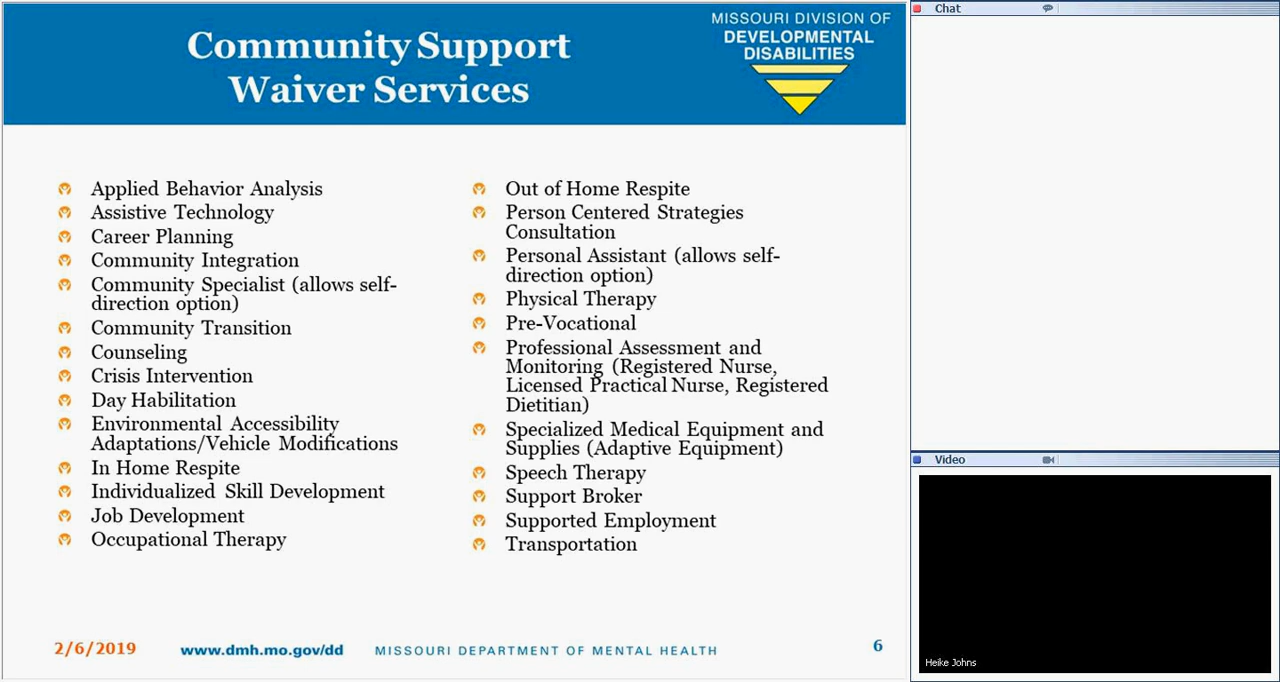 Community Support
Waiver Services
MISSOURI DIVISION OF
DEVELOPMENTAL
DISABILITIES
Applied Behavior Analysis
Assistive Technology
Career Planning
Community Integration
Community Specialist (allows self-
direction option)
Community Transition
Counseling
Crisis Intervention
Day Habilitation
Environmental Accessibility
Adaptations/Vehicle Modifications
In Home Respite
Individualized Skill Development
Job Development
Occupational Therapy
Out of Home Respite
Person Centered Strategies
Consultation
Personal Assistant (allows self-
direction option)
Physical Therapy
Pre-Vocational
Professional Assessment and
Monitoring (Registered Nurse,
Licensed Practical Nurse, Registered
Dietitian)
Specialized Medical Equipment and
Supplies (Adaptive Equipment)
Speech Therapy
Support Broker
Supported Employment
Transportation
2/6/2019
www.dmh.mo.gov/dd
MISSOURI DEPARTMENT OF MENTAL HEALTH
6
Chat
Video
Heike Johns